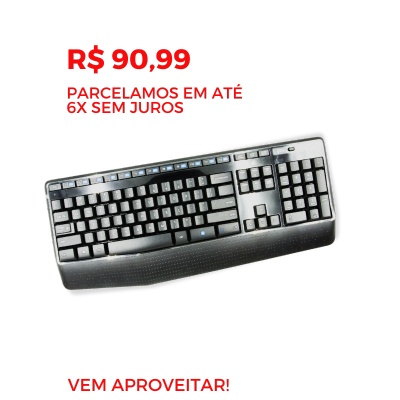 R$ 90,99
PARCELAMOS EM ATÉ
6X SEM JUROS
VEM APROVEITAR!